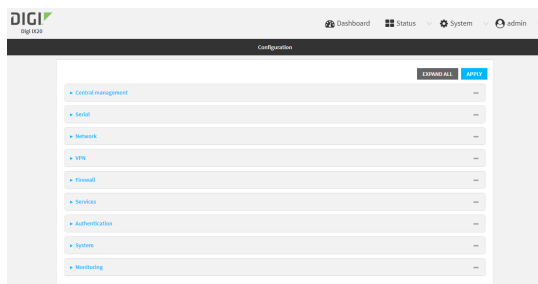 DIGI
Digi IX20
Dashboard
Status
System
admin
Configuration
EXPAND ALL
APPLY
Central management
Serial
Network
VPN
Firewall
Services
Authentication
System
Monitoring